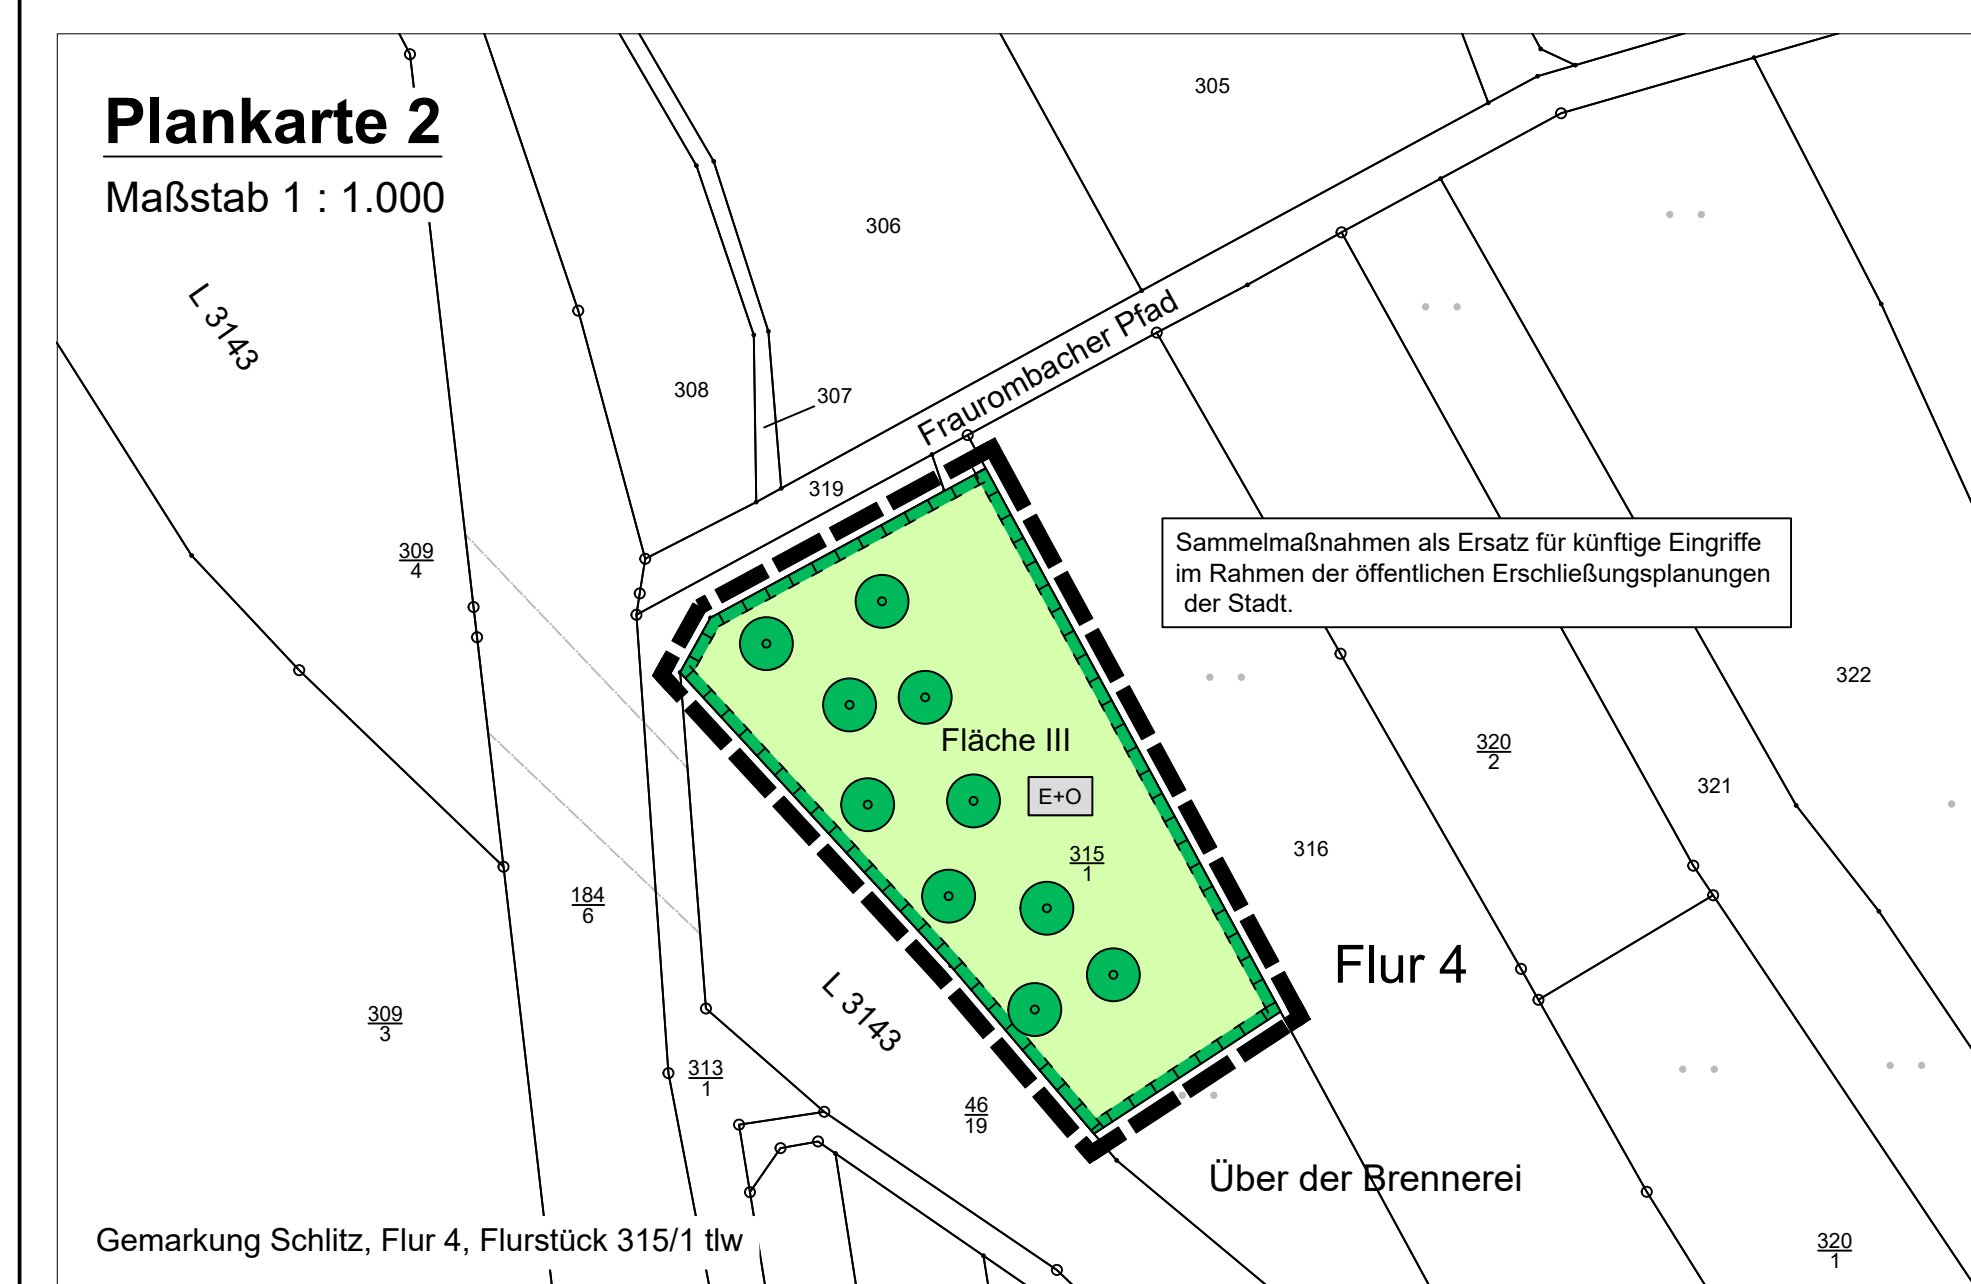 Plankarte 2
Maßstab 1 : 1.000
305
306
L 3143
Fraurombacher Pfad
308
307
319
309
4
Sammelmaßnahmen als Ersatz für künftige Eingriffe
im Rahmen der öffentlichen Erschließungsplanungen
der Stadt.
322
Fläche III
320
2
321
E+O
316
315
1
184
6
Flur 4
L 3143
309
3
313
1
46
19
Über der Brennerei
Gemarkung Schlitz, Flur 4, Flurstück 315/1 tlw
320
1